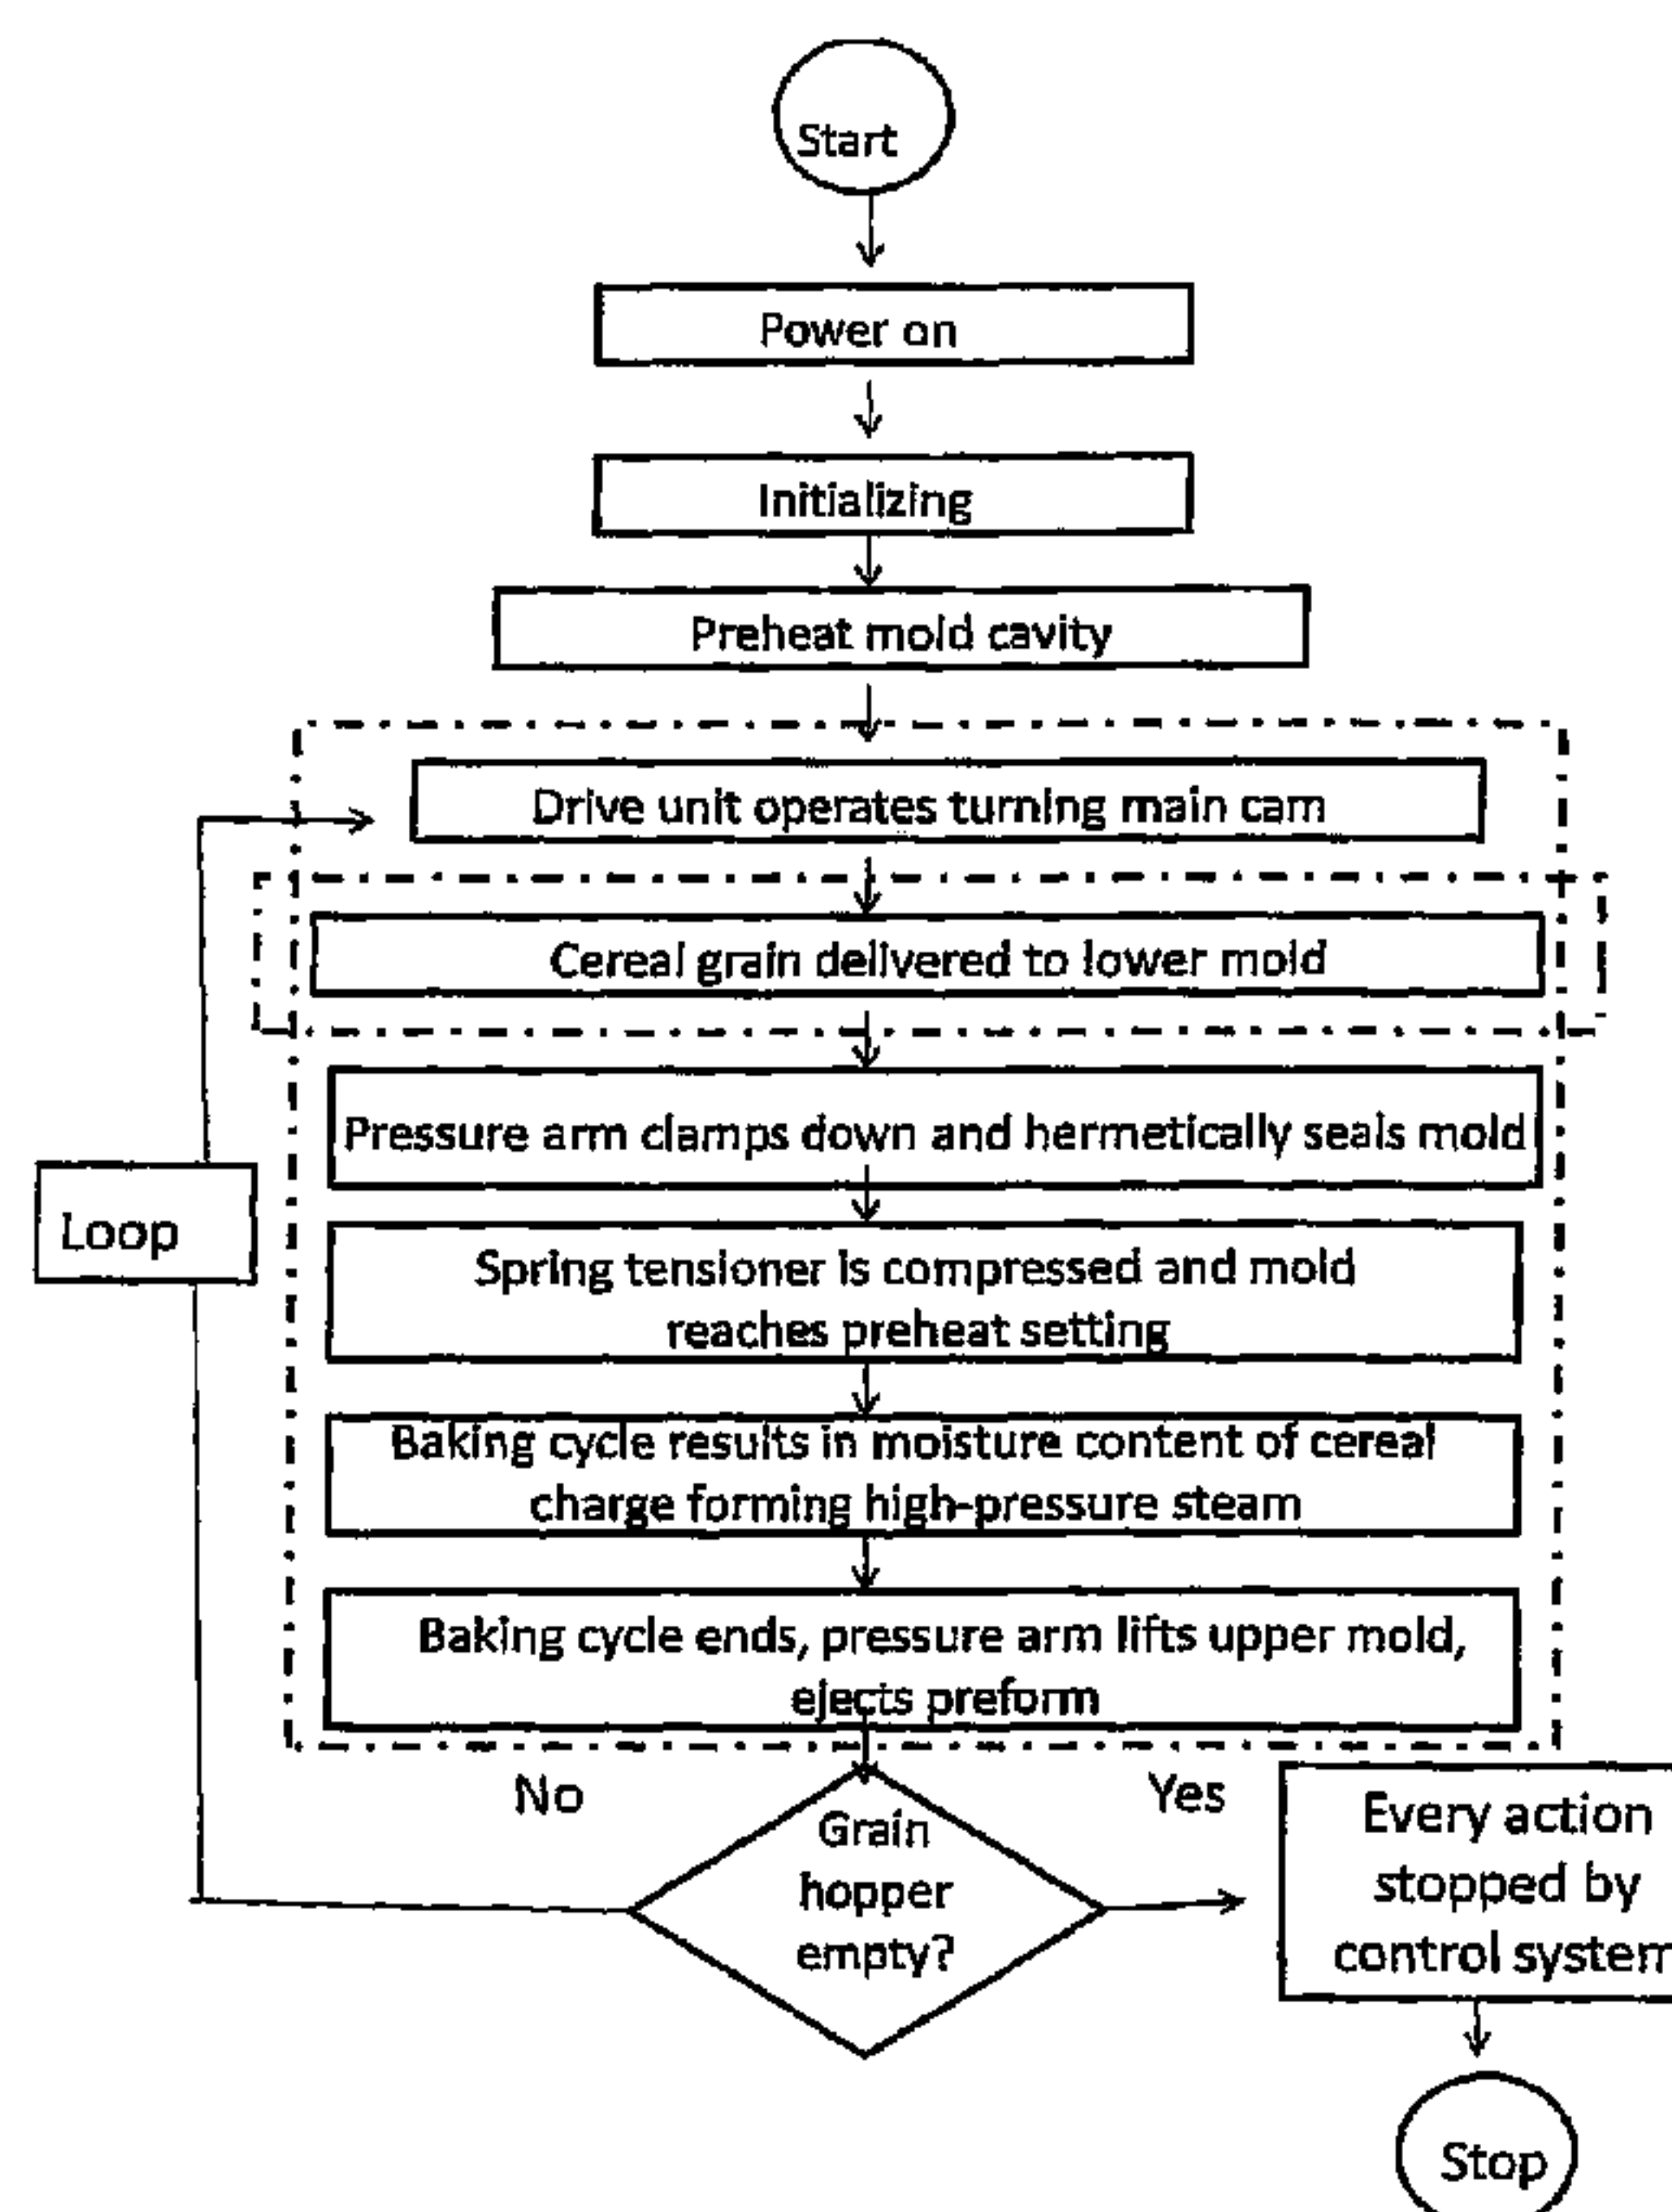 Start
Power on
Initializing
Preheat mold cavity
Drive unit operates turning main cam
Cereal grain delivered to lower mold
Pressure arm clamps down and hermetically seals mold
Loop
Spring tensioner is compressed and mold
reaches preheat setting
Baking cycle results in moisture content of cereal
charge forming high-pressure steam
Baking cycle ends, pressure arm lifts upper mold,
ejects preform
No
Yes
Grain
hopper
empty?
Every action
stopped by
control system
Stop